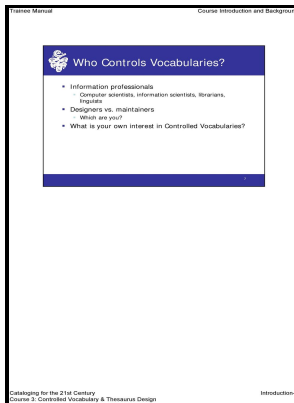 Trainee Manual Course Introduction and Backgroun
Who Controls Vocabularies?
Information professionals
Computer scientists, information scientists, librarians,
linguists
Designers vs. maintainers
Which are you?
What is your own interest in Controlled Vocabularies?
Cataloging for the 21st Century Introduction-
Course 3: Controlled Vocabulary & Thesaurus Design